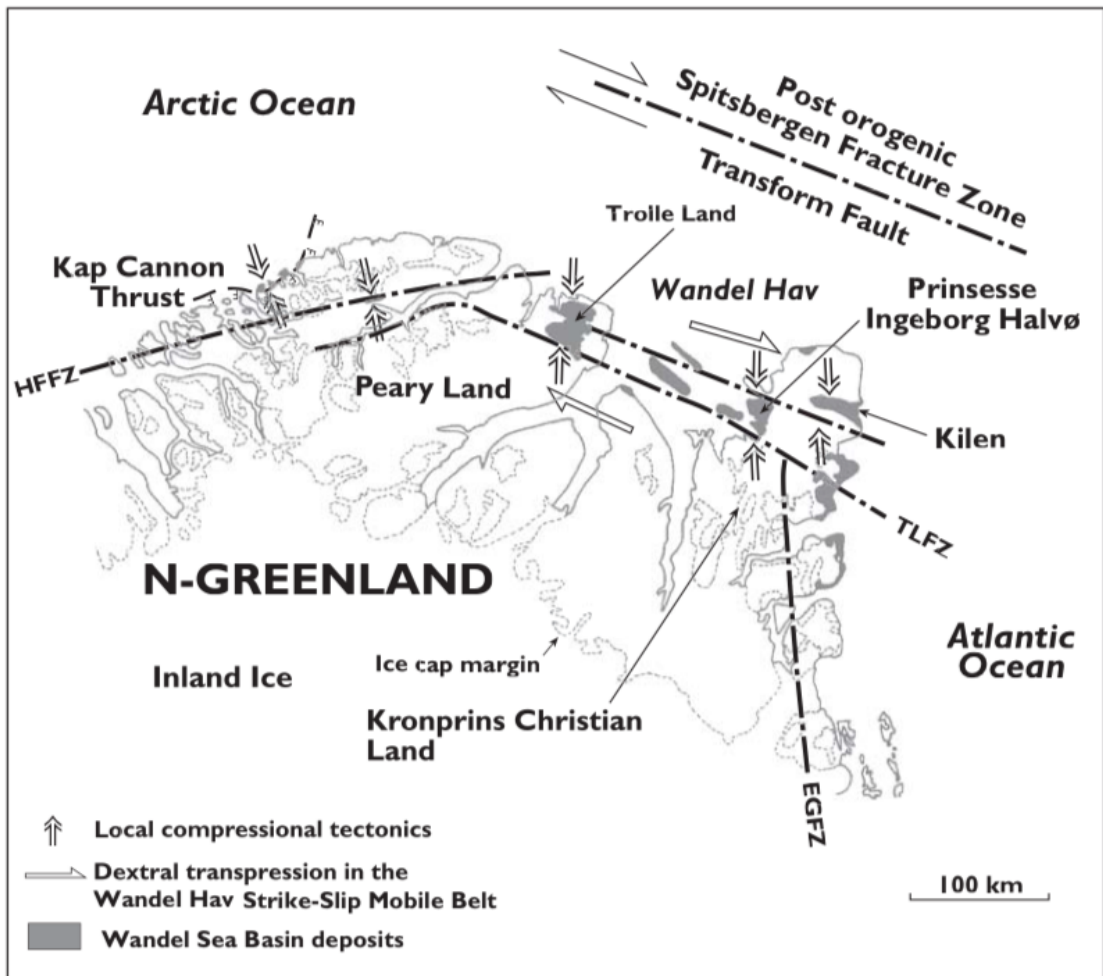 Arctic Ocean
Post orogenic
Spitsbergen Fracture Zone
Transform Fault
Trolle Land
Kap Cannon
Thrust
Wandel Hav
Prinsesse
Ingeborg Halvø
HFFZ
Peary Land
Kilen
TLFZ
N-GREENLAND
Atlantic
Ocean
Ice cap margin
Inland Ice
Kronprins Christian
Land
EGFZ
Local compressional tectonics
Dextral transpression in the
Wandel Hav Strike-Slip Mobile Belt
100 km
Wandel Sea Basin deposits